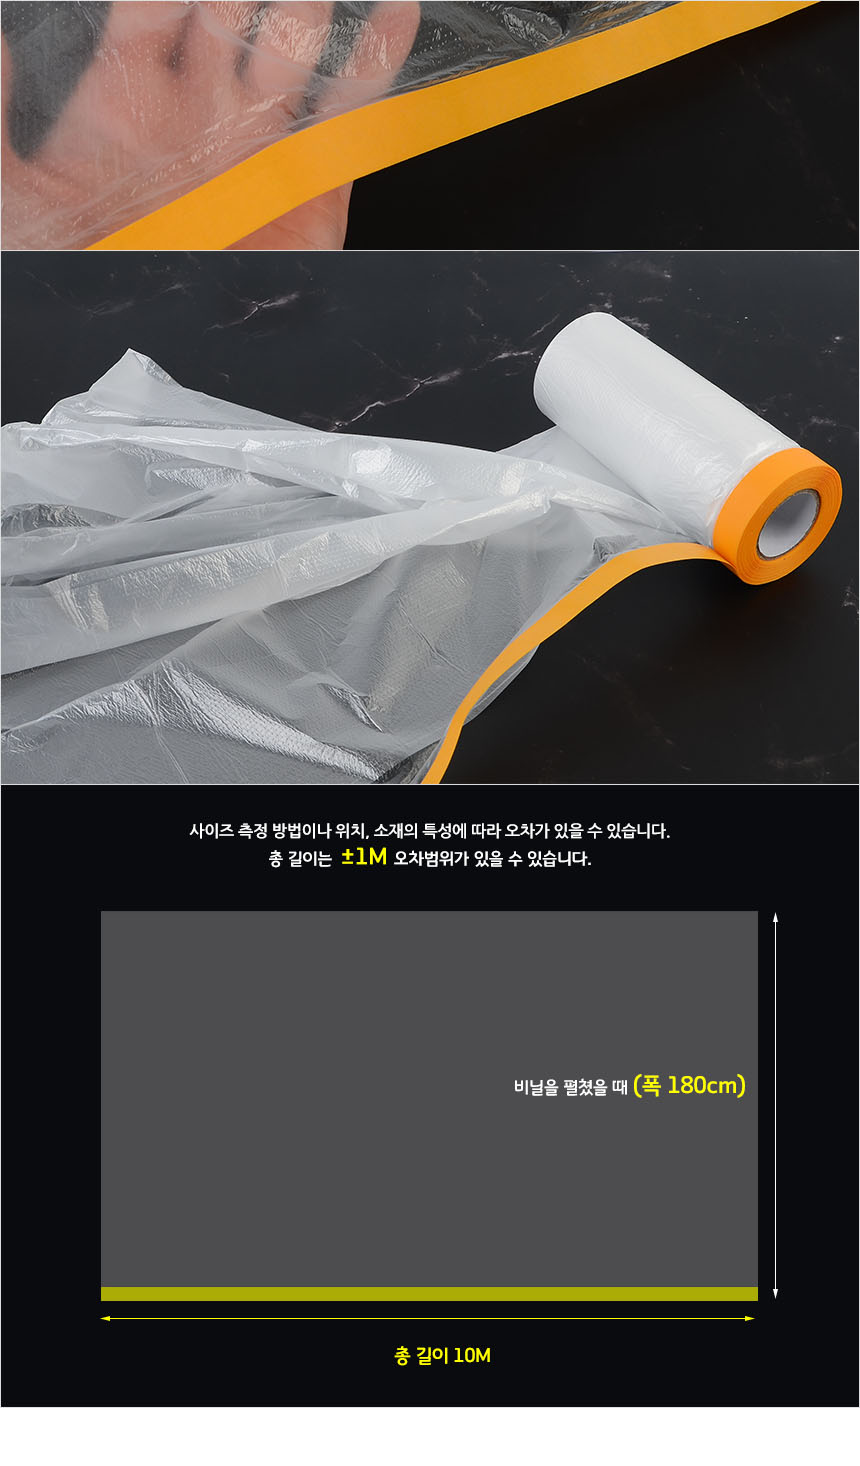 사이즈 측정 방법이나 위치, 소재의 특성에 따라 오차가 있을 수 있습니다.
총 길이는 ±1M 오차범위가 있을 수 있습니다.
비닐을 펼쳤을 때 (폭 180cm)
총 길이 10M